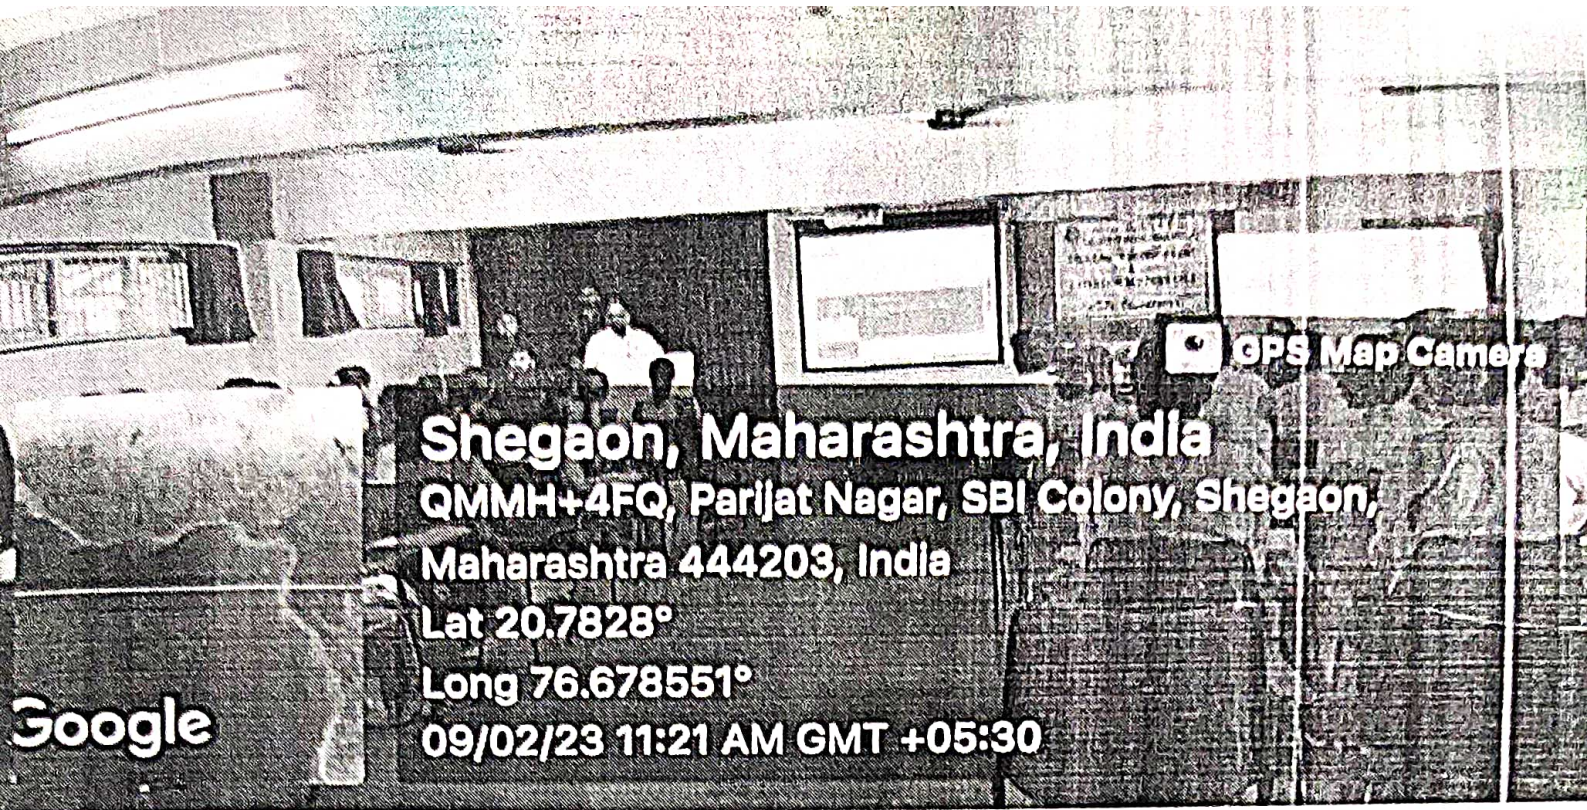 GPS Map Camera
Shegaon, Maharashtra, India
QMMH+4FQ, Parijat Nagar, SBI Colony, Shegaon,
Maharashtra 444203, India
Lat 20.7828°
Long 76.678551°
09/02/23 11:21 AM GMT +05:30
Google